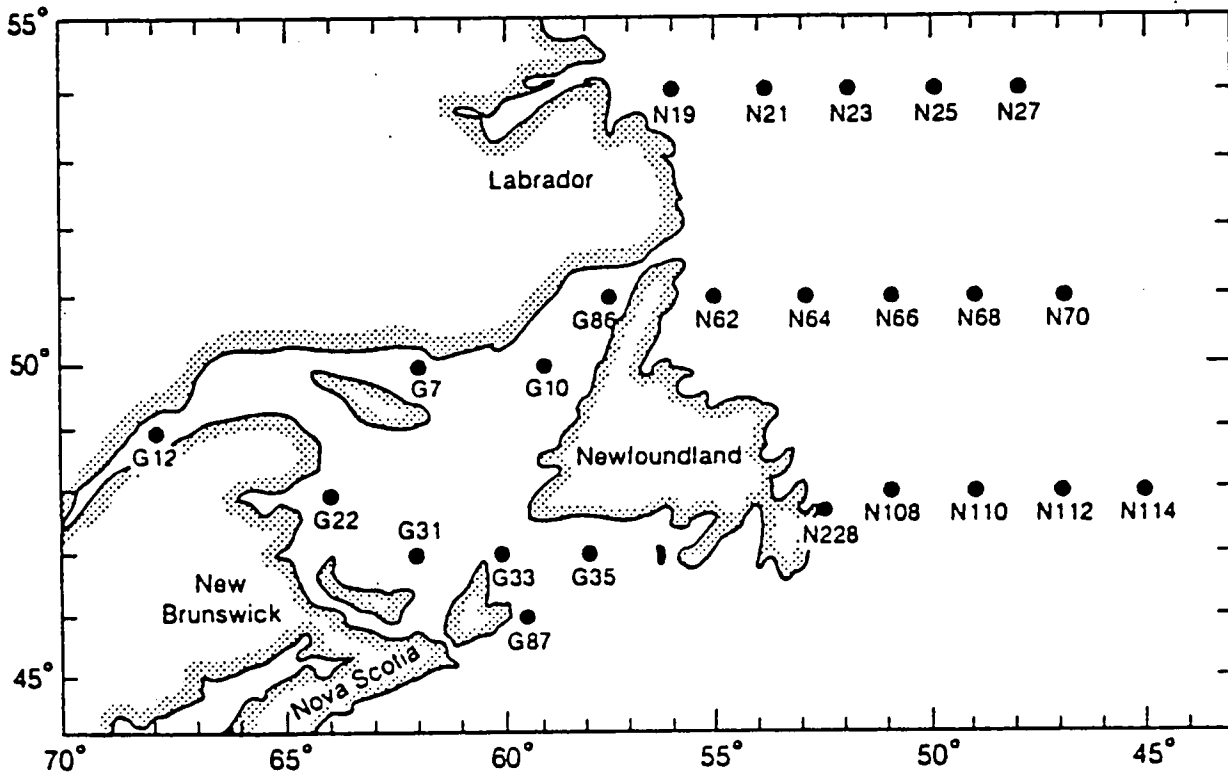 55°
N19 N21 N23 N25 N27
Labrador
G86 N62 N64 N66 N68 N70
50°
G7 G10
G12
Newfoundland
G22
G31
N228 N108 N110 N112 N114
G33 G35
New
Brunswick
G87
Nova Scotia
45°
70° 65° 60° 55° 50° 45°